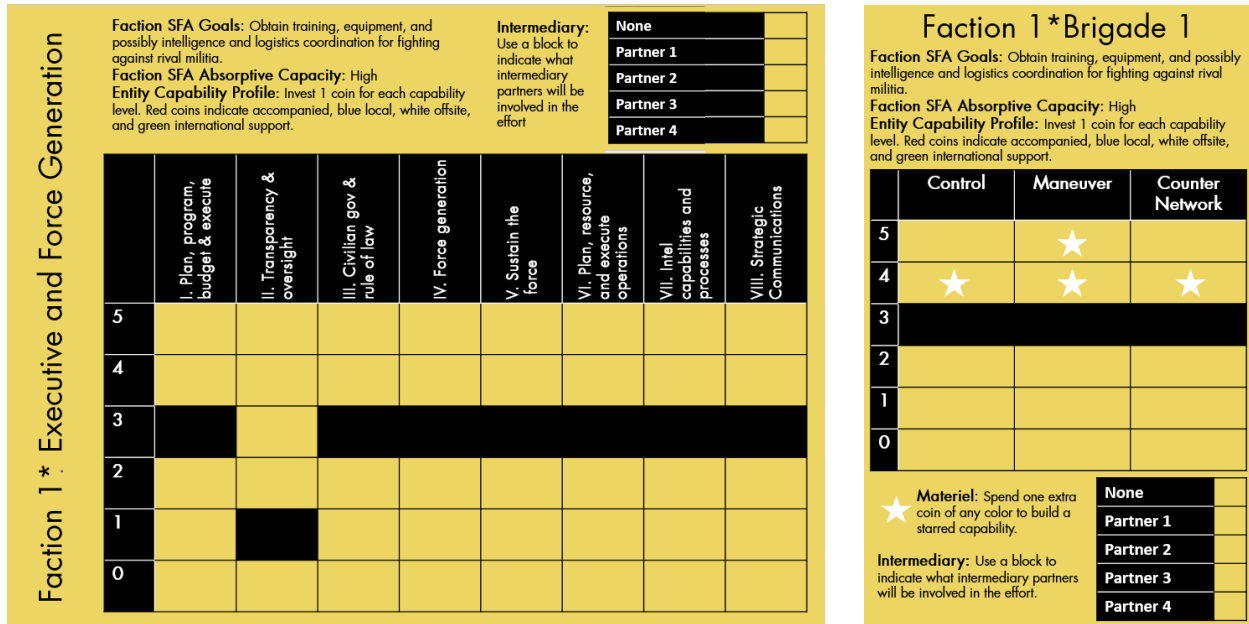 Faction 1* Executive and Force Generation
Faction SFA Goals: Obtain training, equipment, and
possibly intelligence and logistics coordination for fighting
against rival militia.
Faction SFA Absorptive Capacity: High
Entity Capability Profile: Invest 1 coin for each capability
level. Red coins indicate accompanied, blue local, white offsite,
and green international support.
Intermediary:
Use a block to
indicate what
intermediary
partners will be
involved in the
effort
None
Partner 1
Partner 2
Partner 3
Partner 4
I. Plan, program,
budget & execute
II. Transparency &
oversight
III. Civilian gov &
rule of law
IV. Force generation
V. Sustain the
force
VI. Plan, resource,
and execute
operations
VII. Intel
capabilities and
processes
VIII. Strategic
Communications
5
4
3
2
1
0
Faction 1*Brigade 1
Faction SFA Goals: Obtain training, equipment, and possibly
intelligence and logistics coordination for fighting against rival
militia.
Faction SFA Absorptive Capacity: High
Entity Capability Profile: Invest 1 coin for each capability
level. Red coins indicate accompanied, blue local, white offsite,
and green international support.
Control
Maneuver
Counter
Network
5
4
3
2
1
0
Materiel: Spend one extra
coin of any color to build a
starred capability.
Intermediary: Use a block to
indicate what intermediary partners
will be involved in the effort.
None
Partner 1
Partner 2
Partner 3
Partner 4